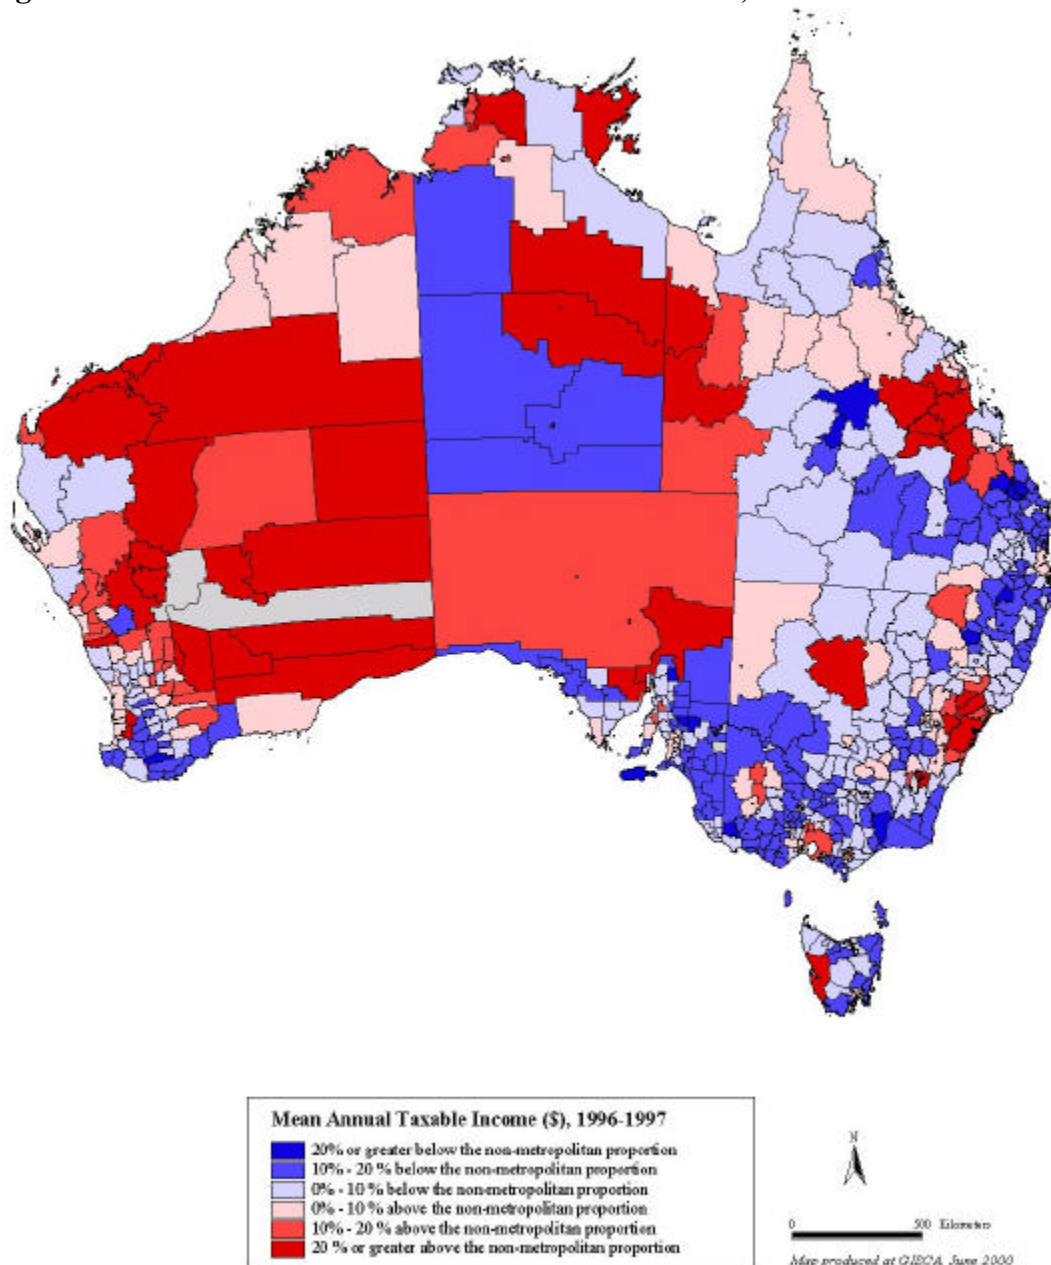 Mean Annual Taxable Income ($), 1996-1997
20% or greater below the non-metropolitan proportion
10% - 20 % below the non-metropolitan proportion
0% - 10 % below the non-metropolitan proportion
0% - 10 % above the non-metropolitan proportion
10% - 20 % above the non-metropolitan proportion
20 % or greater above the non-metropolitan proportion
N
0 500 Kilometers
Map produced at GISCA, June 2000